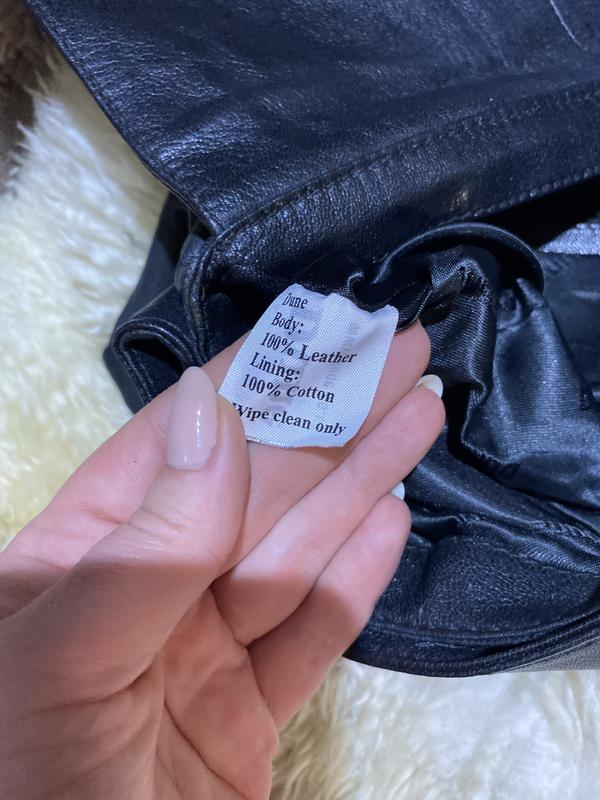 Dune
Body:
100% Leather
Lining:
100% Cotton
Wipe clean only